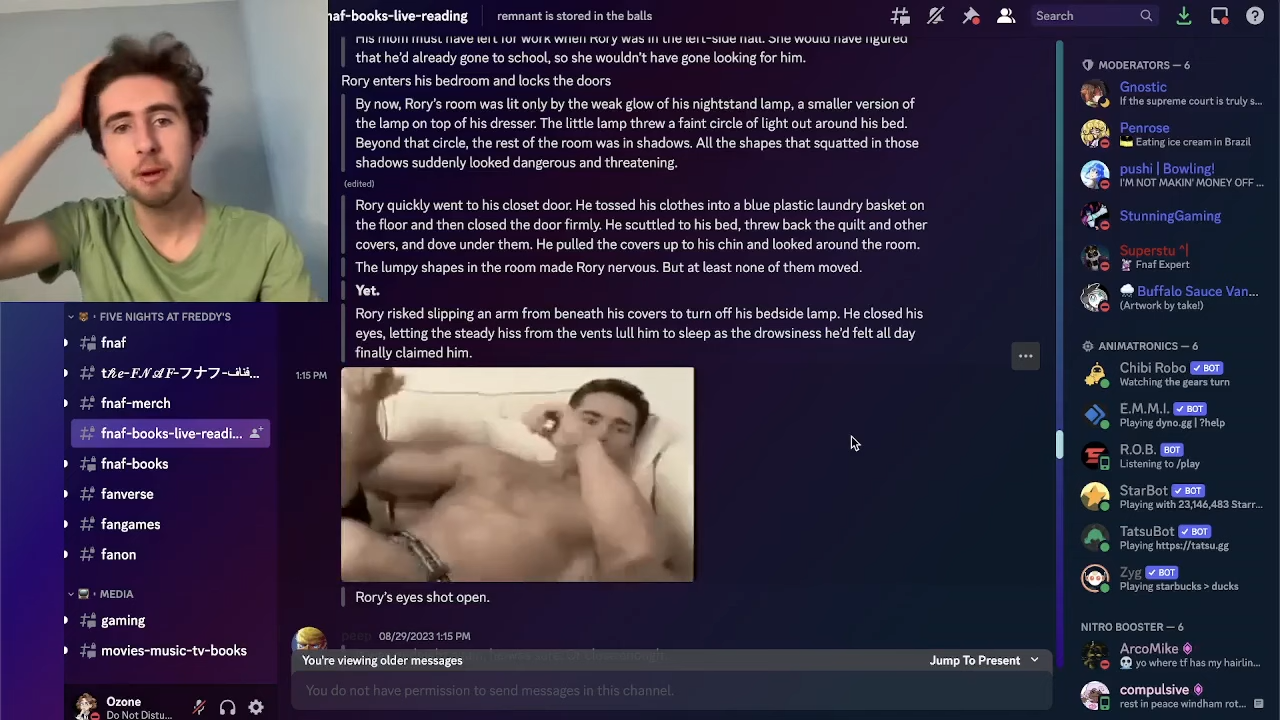 naf-books-live-reading
remnant is stored in the balls
Search
His mom must have left for work when Rory was in the left-side hall. She would have figured
that he'd already gone to school, so she wouldn't have gone looking for him.
Rory enters his bedroom and locks the doors
By now, Rory's room was lit only by the weak glow of his nightstand lamp, a smaller version of
the lamp on top of his dresser. The little lamp threw a faint circle of light out around his bed.
Beyond that circle, the rest of the room was in shadows. All the shapes that squatted in those
shadows suddenly looked dangerous and threatening.
(edited)
Rory quickly went to his closet door. He tossed his clothes into a blue plastic laundry basket on
the floor and then closed the door firmly. He scuttled to his bed, threw back the quilt and other
covers, and dove under them. He pulled the covers up to his chin and looked around the room.
The lumpy shapes in the room made Rory nervous. But at least none of them moved.
Yet.
Rory risked slipping an arm from beneath his covers to turn off his bedside lamp. He closed his
eyes, letting the steady hiss from the vents lull him to sleep as the drowsiness he'd felt all day
finally claimed him.
1:15 PM
Rory's eyes shot open.
peep 08/29/2023 1:15 PM
You're viewing older messages
Jump To Present
You do not have permission to send messages in this channel.
FIVE NIGHTS AT FREDDY'S
fnaf
the-FNAF-フナフ-فناف...
fnaf-merch
fnaf-books-live-readi...
fnaf-books
fanverse
fangames
fanon
MEDIA
gaming
movies-music-tv-books
Ozone
Do Not Distu...
MODERATORS — 6
Gnostic
If the supreme court is truly s...
Penrose
Eating ice cream in Brazil
pushi | Bowling!
I'M NOT MAKIN' MONEY OFF ...
StunningGaming
Superstu ^|
Fnaf Expert
Buffalo Sauce Van...
(Artwork by take!)
ANIMATRONICS — 6
Chibi Robo BOT
Watching the gears turn
E.M.M.I. BOT
Playing dyno.gg | ?help
R.O.B. BOT
Listening to /play
StarBot BOT
Playing with 23,146,483 Starr...
TatsuBot BOT
Playing https://tatsu.gg
Zyg BOT
Playing starbucks > ducks
NITRO BOOSTER — 6
ArcoMike
yo where tf has my hairlin...
compulsive
rest in peace windham rot...